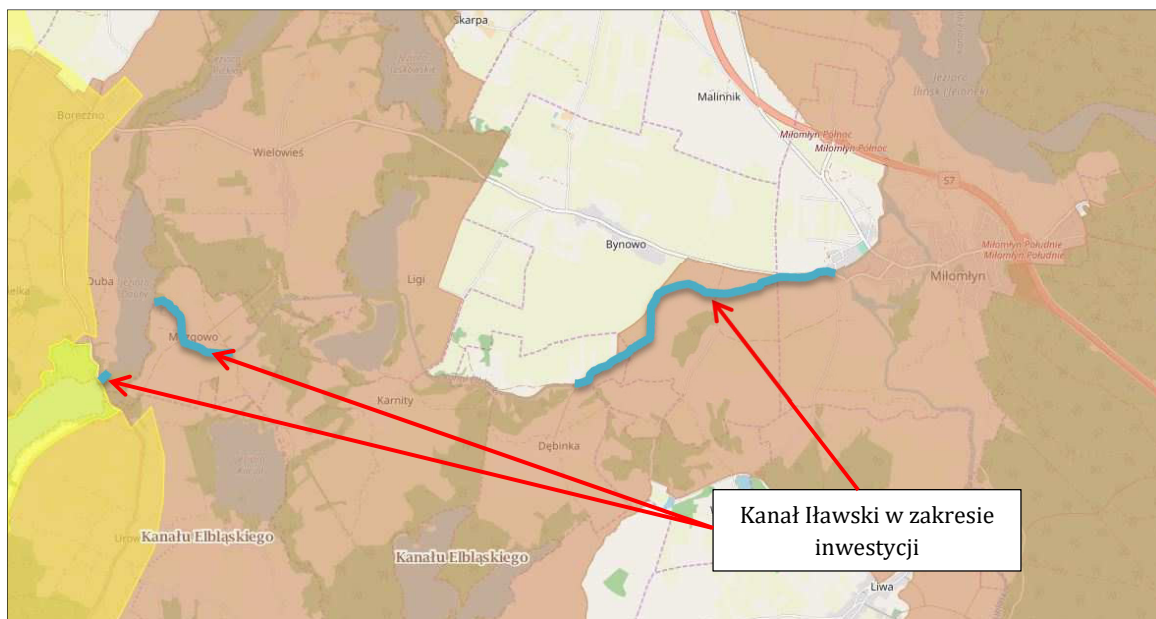 Skarpa
Malinnik
Boreczno
Wielowieś
Miłomłyn Północ
Miłomłyn Północ
S7
Bynowo
Miłomłyn Południe
Miłomłyn Południe
Miłomłyn
Duba
Ligi
Karnity
Dębinka
Kanał Iławski w zakresie
inwestycji
Kanału Elbląskiego
Kanału Elbląskiego
Liwa